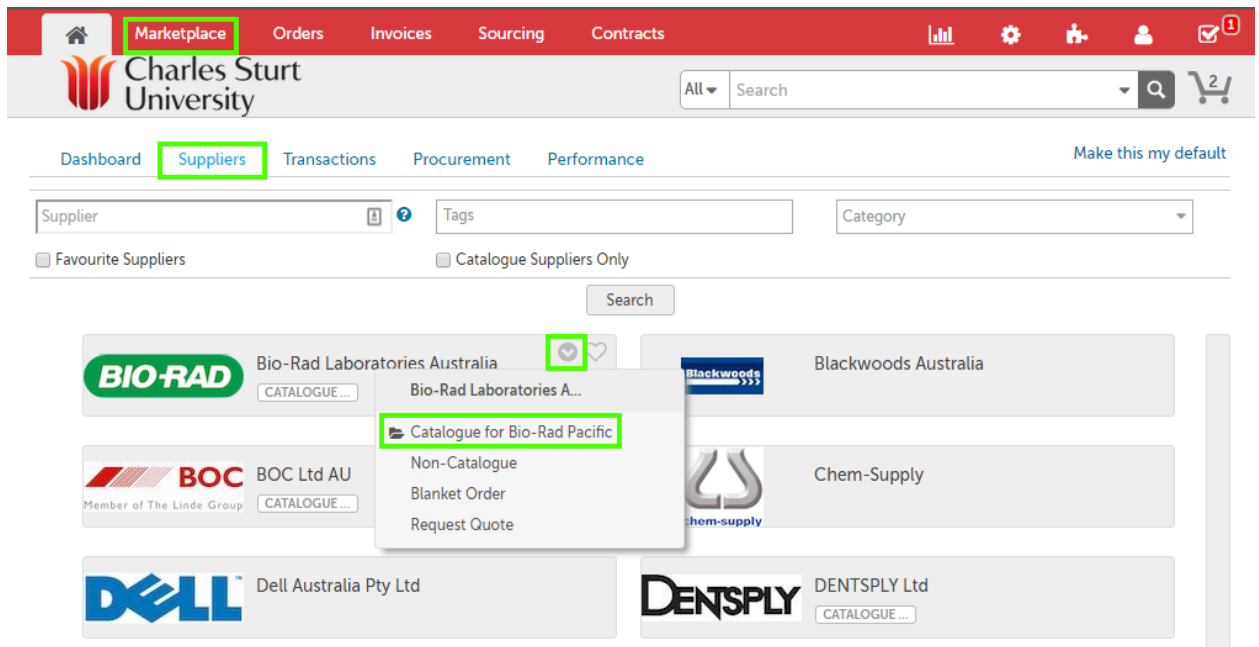 Marketplace Orders Invoices Sourcing Contracts 1
Charles Sturt
University
All Search 2
Dashboard Suppliers Transactions Procurement Performance Make this my default
Supplier Tags Category
Favourite Suppliers Catalogue Suppliers Only
Search
BIO-RAD Bio-Rad Laboratories Australia
CATALOGUE...
Bio-Rad Laboratories A...
Catalogue for Bio-Rad Pacific
Non-Catalogue
Blanket Order
Request Quote
Blackwoods Blackwoods Australia
BOC BOC Ltd AU
Member of The Linde Group CATALOGUE...
chem-supply Chem-Supply
DELL Dell Australia Pty Ltd
DENTSPLY DENTSPLY Ltd
CATALOGUE...